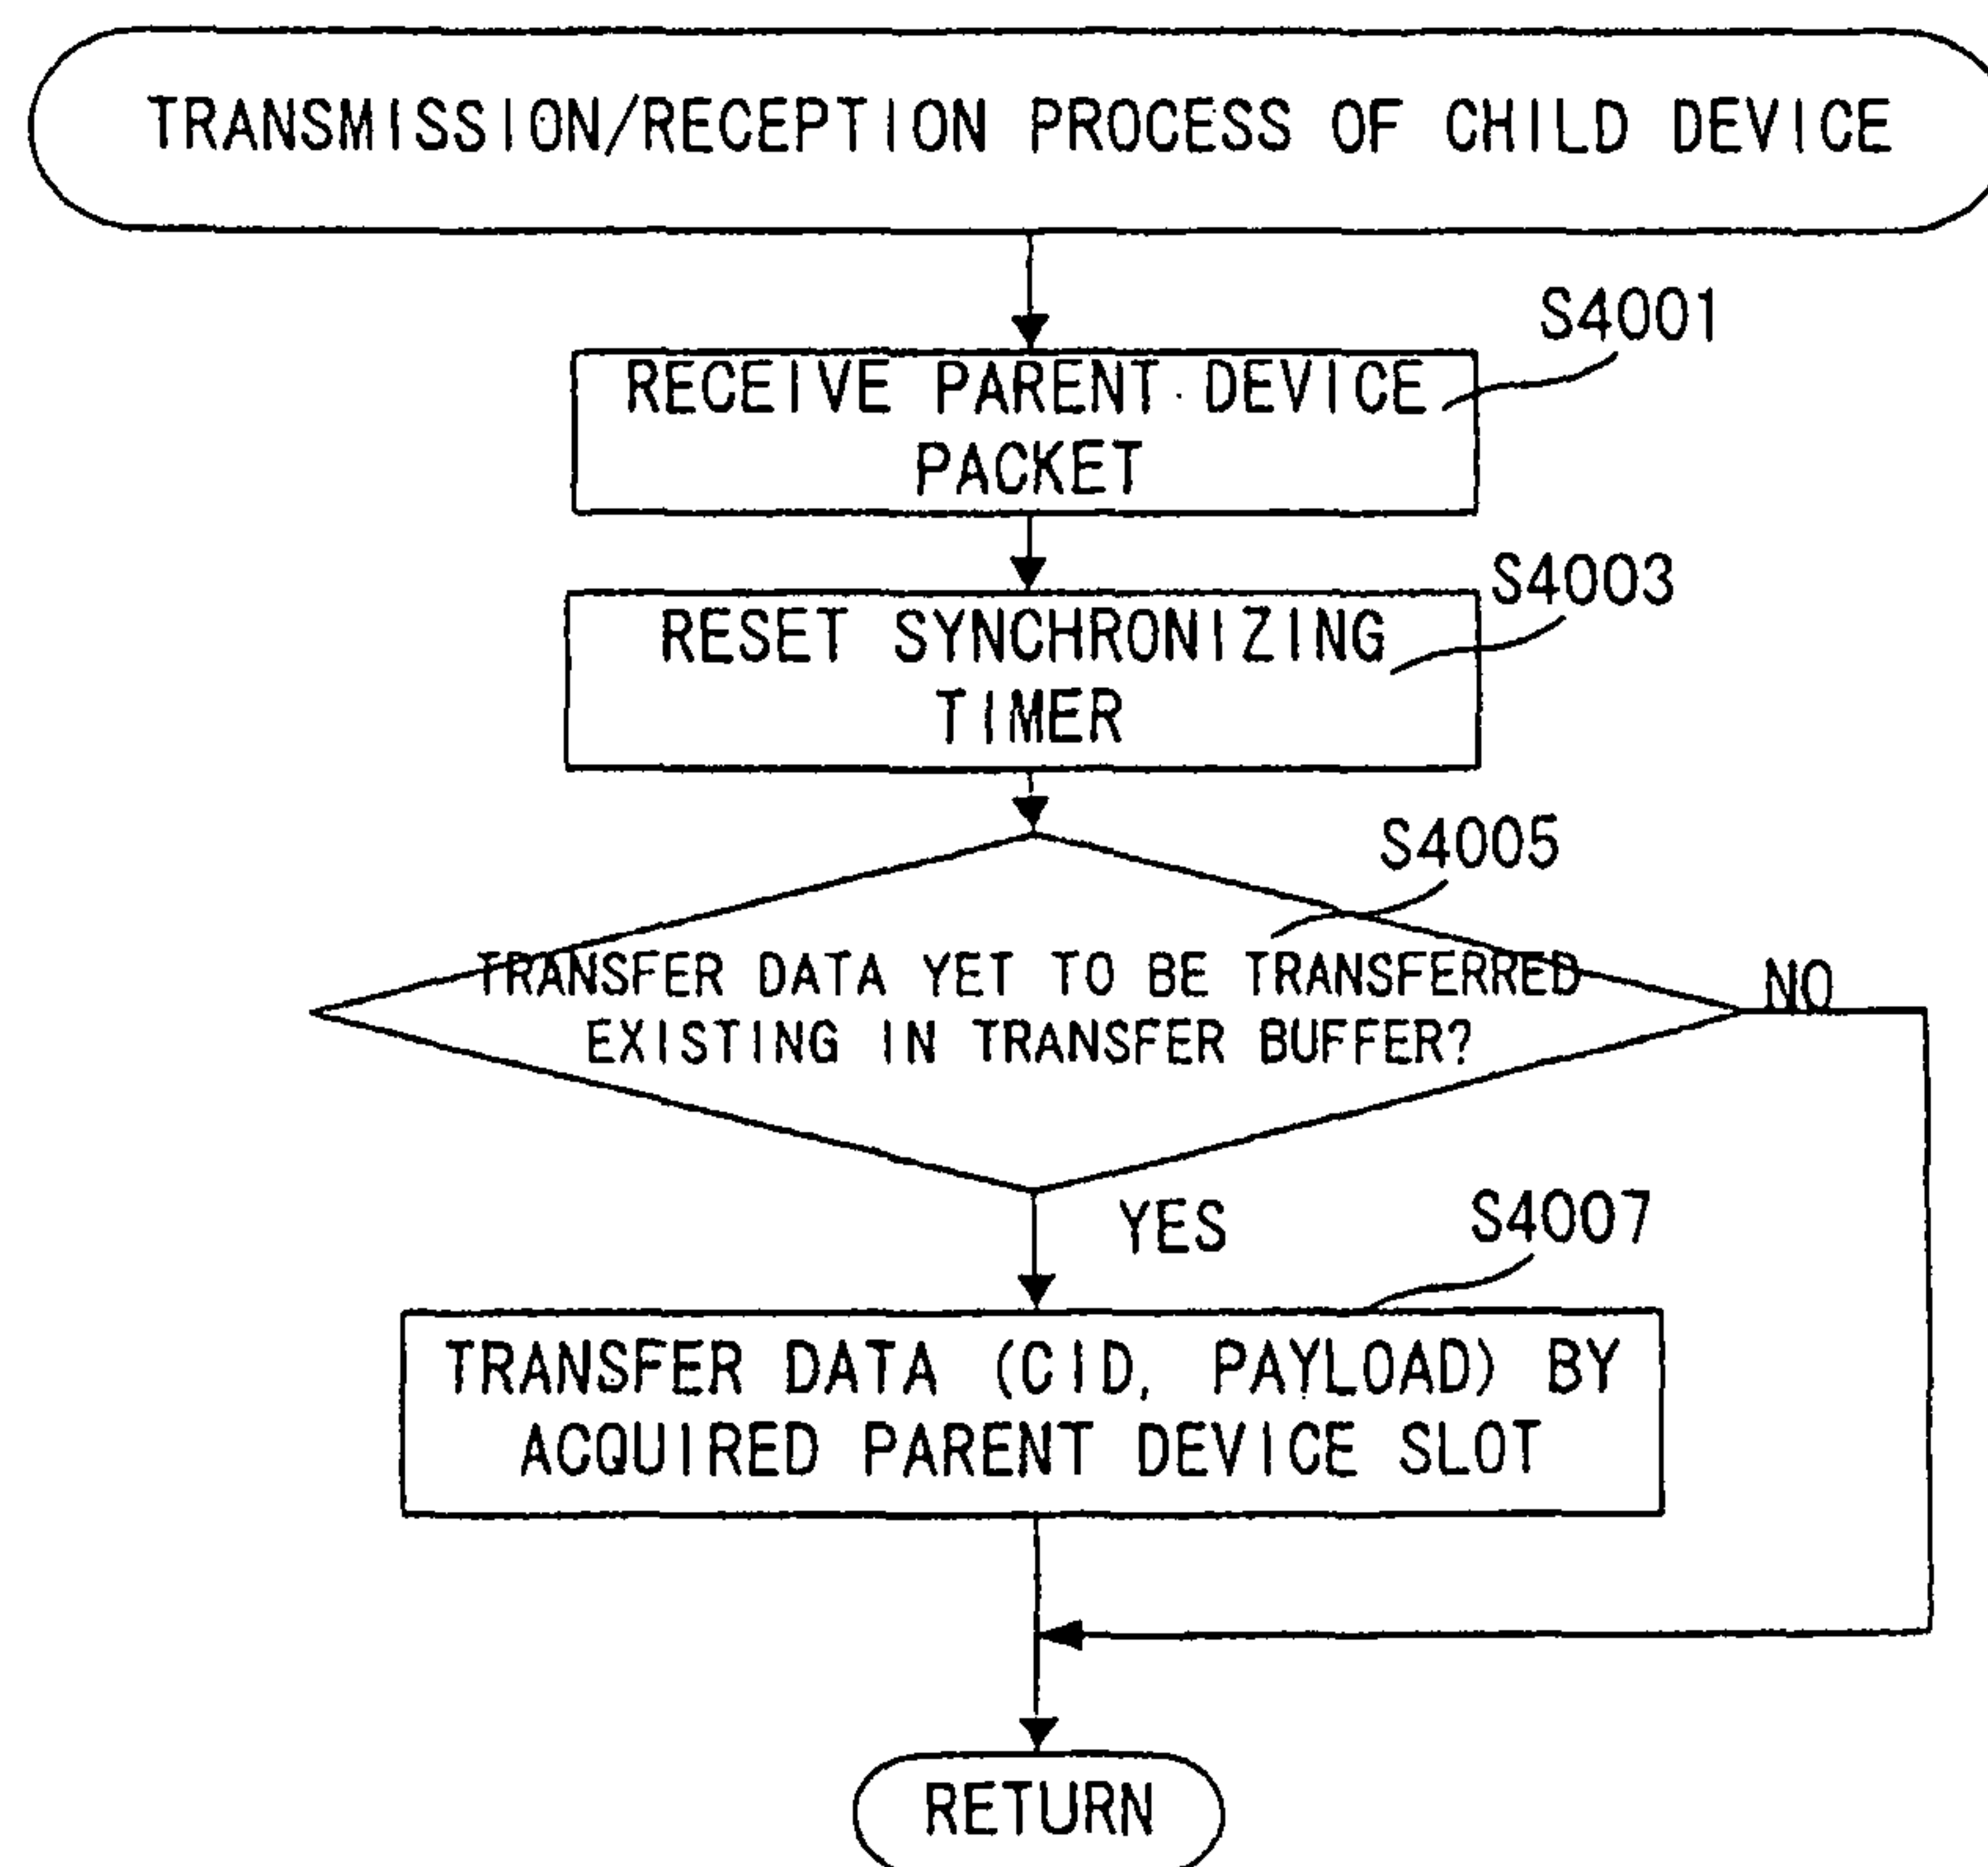 TRANSMISSION/RECEPTION PROCESS OF CHILD DEVICE
S4001
RECEIVE PARENT DEVICE
PACKET
S4003
RESET SYNCHRONIZING
TIMER
S4005
TRANSFER DATA YET TO BE TRANSFERRED
EXISTING IN TRANSFER BUFFER?
NO
YES
S4007
TRANSFER DATA (CID, PAYLOAD) BY
ACQUIRED PARENT DEVICE SLOT
RETURN